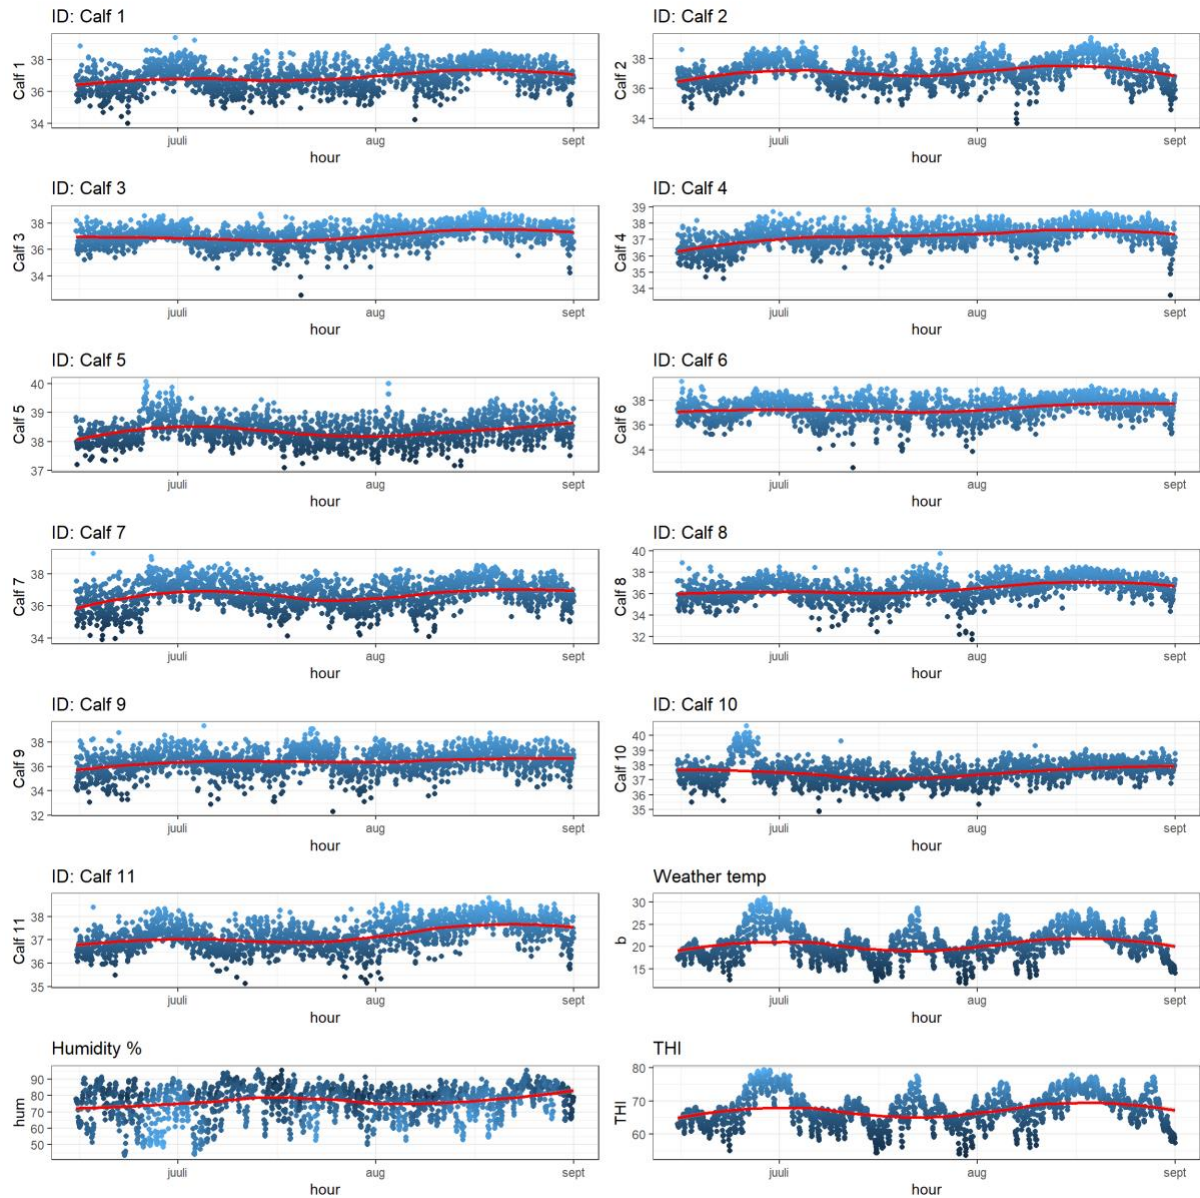 ID: Calf 1
Calf 1
38
36
34
juuli
aug
sept
hour
ID: Calf 2
Calf 2
38
36
34
juuli
aug
sept
hour
ID: Calf 3
Calf 3
38
36
34
juuli
aug
sept
hour
ID: Calf 4
Calf 4
39
38
37
36
35
34
juuli
aug
sept
hour
ID: Calf 5
Calf 5
40
39
38
37
juuli
aug
sept
hour
ID: Calf 6
Calf 6
38
36
34
juuli
aug
sept
hour
ID: Calf 7
Calf 7
38
36
34
juuli
aug
sept
hour
ID: Calf 8
Calf 8
40
38
36
34
32
juuli
aug
sept
hour
ID: Calf 9
Calf 9
38
36
34
32
juuli
aug
sept
hour
ID: Calf 10
Calf 10
40
39
38
37
36
35
juuli
aug
sept
hour
ID: Calf 11
Calf 11
38
37
36
35
juuli
aug
sept
hour
Weather temp
b
30
25
20
15
juuli
aug
sept
hour
Humidity %
hum
90
80
70
60
50
juuli
aug
sept
hour
THI
THI
80
70
60
juuli
aug
sept
hour